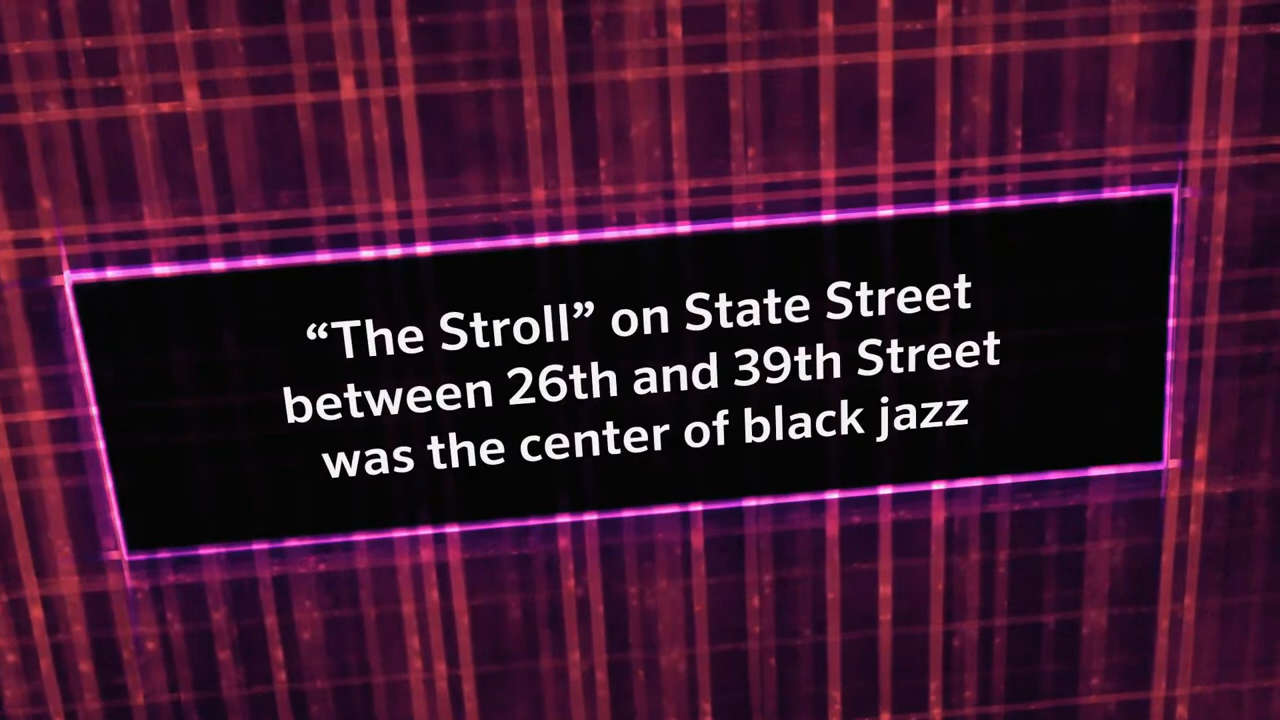 “The Stroll” on State Street
between 26th and 39th Street
was the center of black jazz